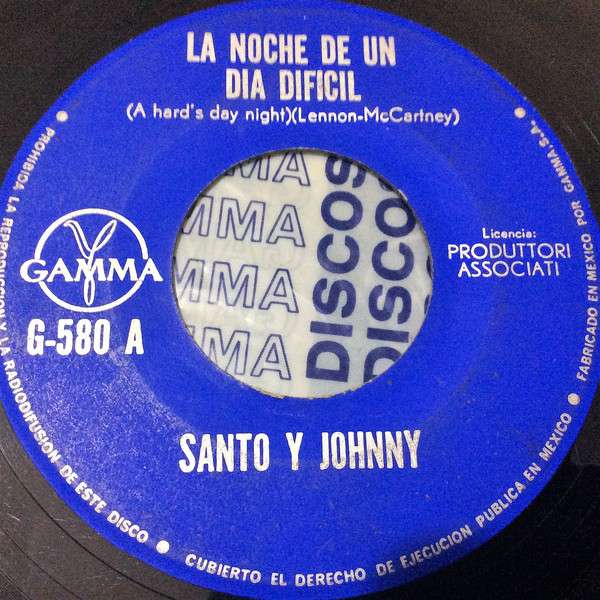 LA NOCHE DE UN
DIA DIFICIL
(A hard's day night)(Lennon-McCartney)
GAMMA
G-580 A
Licencia:
PRODUTTORI
ASSOCIATI
SANTO Y JOHNNY
PROHIBIDA LA REPRODUCCION Y LA RADIODIFUSION DE ESTE DISCO • CUBIERTO EL DERECHO DE EJECUCION PUBLICA EN MEXICO • FABRICADO EN MEXICO POR GAMMA, S.A. •
MMA
MMA
MMA
MMA
DISCOS
DISCOS